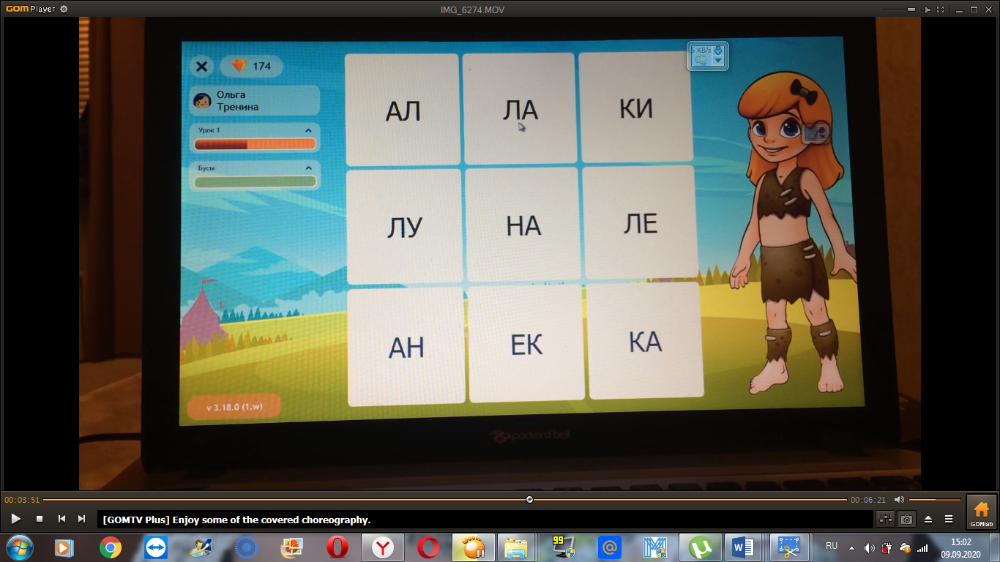 GOM Player
IMG_6274.MOV
174
5 KB/s
Ольга
Тренина
Урок 1
Бусы
АЛ
ЛА
КИ
ЛУ
НА
ЛЕ
АН
ЕК
КА
v 3.18.0 (1.w)
packard bell
00:03:51
00:06:21
[GOMTV Plus] Enjoy some of the covered choreography.
GOMlab
99
RU
15:02
09.09.2020